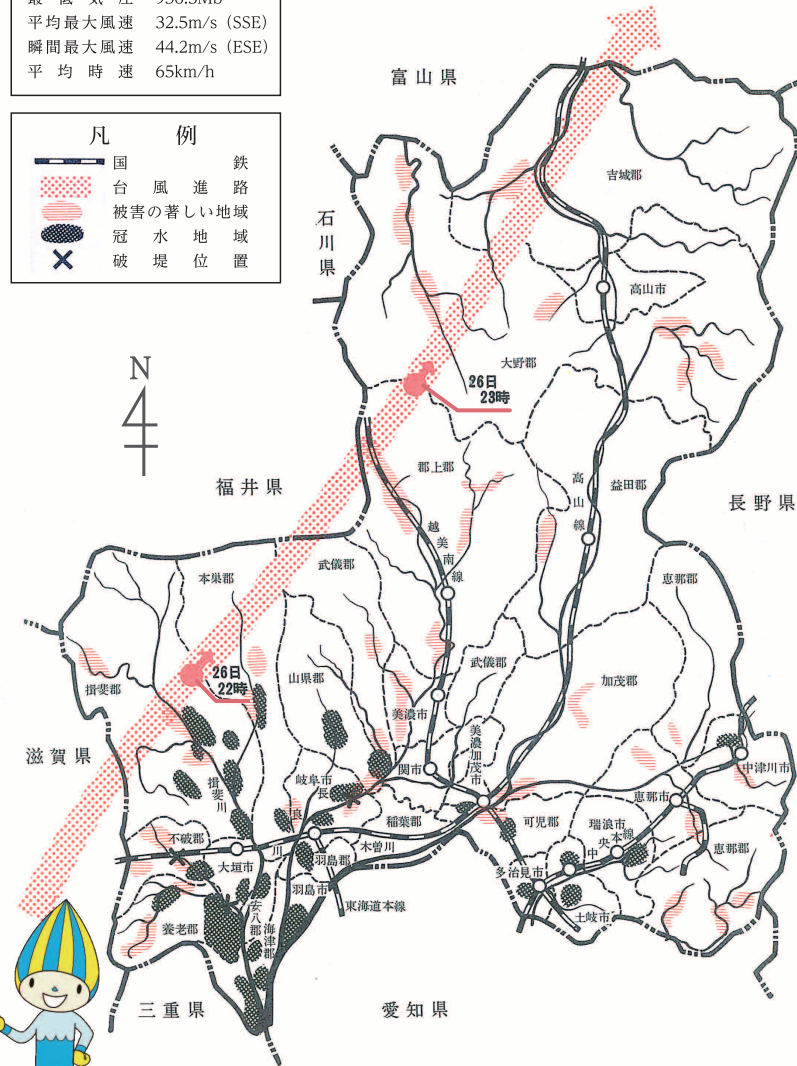 最低気圧 956.5Mb
平均最大風速 32.5m/s (SSE)
瞬間最大風速 44.2m/s (ESE)
平均時速 65km/h
凡例
国鉄
台風進路
被害の著しい地域
冠水地域
破堤位置
富山県
吉城郡
石川県
高山市
大野郡
26日
23時
N
郡上郡
高山線
益田郡
福井県
長野県
越美南線
本巣郡
武儀郡
恵那郡
26日
22時
山県郡
武儀郡
加茂郡
揖斐郡
美濃市
美濃加茂市
滋賀県
関市
中津川市
岐阜市
揖斐川
長良川
恵那市
稲葉郡
可児郡
瑞浪市
中央本線
不破郡
木曽川
恵那郡
大垣市
羽島郡
多治見市
羽島市
東海道本線
土岐市
安八郡
養老郡
海津郡
三重県
愛知県